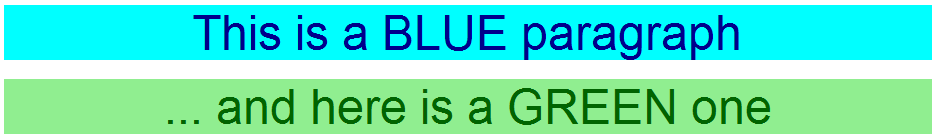 This is a BLUE paragraph
... and here is a GREEN one